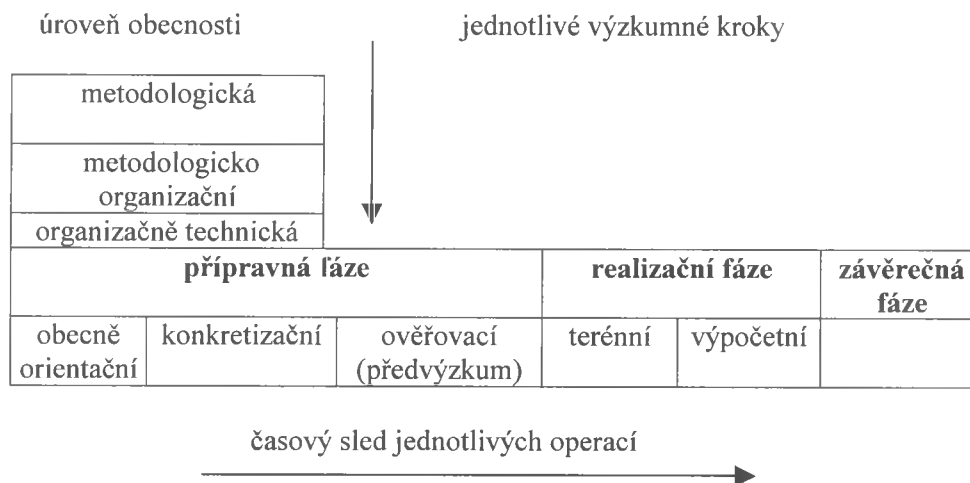 úroveň obecnosti
jednotlivé výzkumné kroky
metodologická
metodologicko
organizační
organizačně technická
přípravná fáze
realizační fáze
závěrečná
fáze
obecně
orientační
konkretizační
ověřovací
(předvýzkum)
terénní
výpočetní
časový sled jednotlivých operací